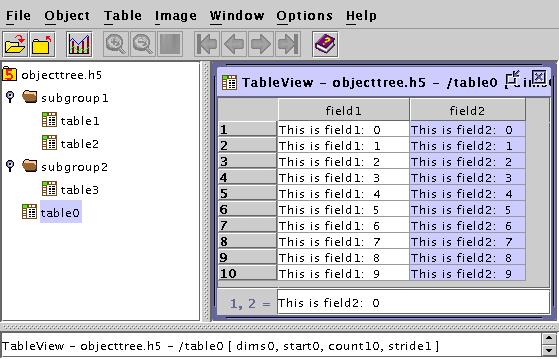 File Object Table Image Window Options Help
objecttree.h5
subgroup1
table1
table2
subgroup2
table3
table0
TableView - objecttree.h5 - /table0 [ dims0
field1 field2
1 This is field1: 0 This is field2: 0
2 This is field1: 1 This is field2: 1
3 This is field1: 2 This is field2: 2
4 This is field1: 3 This is field2: 3
5 This is field1: 4 This is field2: 4
6 This is field1: 5 This is field2: 5
7 This is field1: 6 This is field2: 6
8 This is field1: 7 This is field2: 7
9 This is field1: 8 This is field2: 8
10 This is field1: 9 This is field2: 9
1, 2 = This is field2: 0
TableView - objecttree.h5 - /table0 [ dims0, start0, count10, stride1 ]